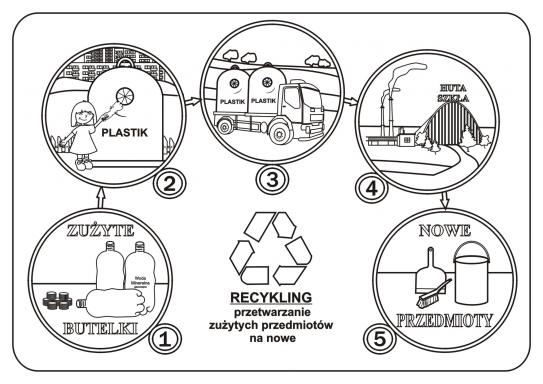 ZUŻYTE
Woda
Mineralna
BUTELKI
1
PLASTIK
2
PLASTIK PLASTIK
3
HUTA
SZKŁA
4
NOWE
PRZEDMIOTY
5
RECYKLING
przetwarzanie
zużytych przedmiotów
na nowe